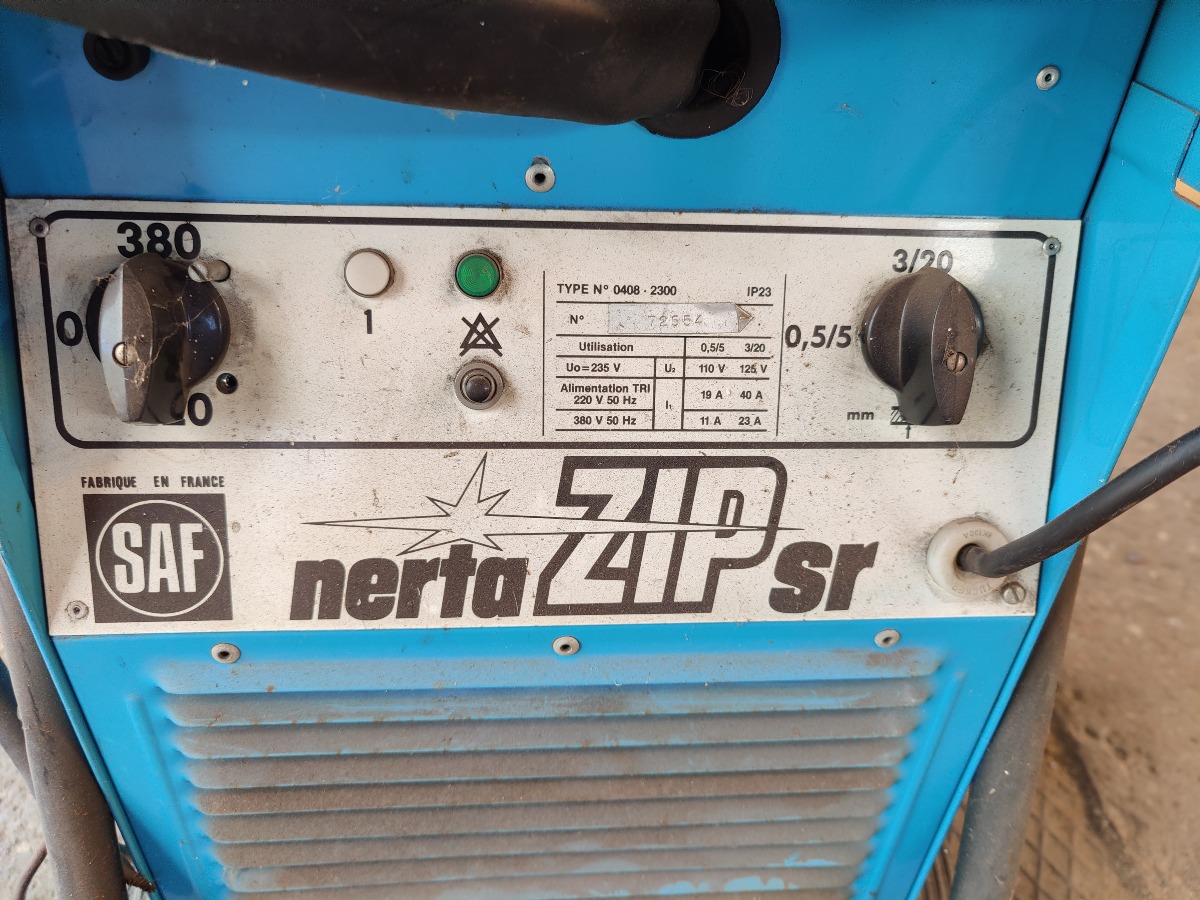 380
0
20
1
TYPE N° 0408 - 2300 IP23
N° 72554
Utilisation 0,5/5 3/20
Uo=235 V U₂ 110 V 125 V
Alimentation TRI
220 V 50 Hz I₁ 19 A 40 A
380 V 50 Hz 11 A 23 A
3/20
0,5/5
mm
FABRIQUE EN FRANCE
SAF
nerta ZIP sr